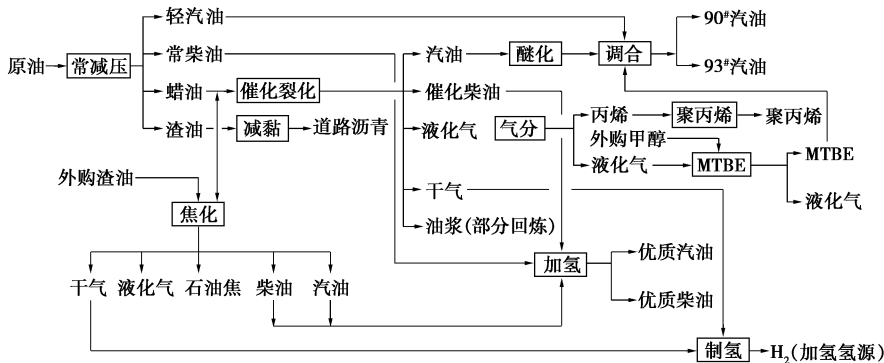 轻汽油
90#汽油
常柴油
汽油
醚化
调合
原油
常减压
93#汽油
蜡油
催化裂化
催化柴油
丙烯
聚丙烯
聚丙烯
渣油
减黏
道路沥青
液化气
气分
外购甲醇
液化气
MTBE
MTBE
外购渣油
干气
液化气
焦化
油浆(部分回炼)
优质汽油
加氢
干气
液化气
石油焦
柴油
汽油
优质柴油
制氢
H₂(加氢氢源)